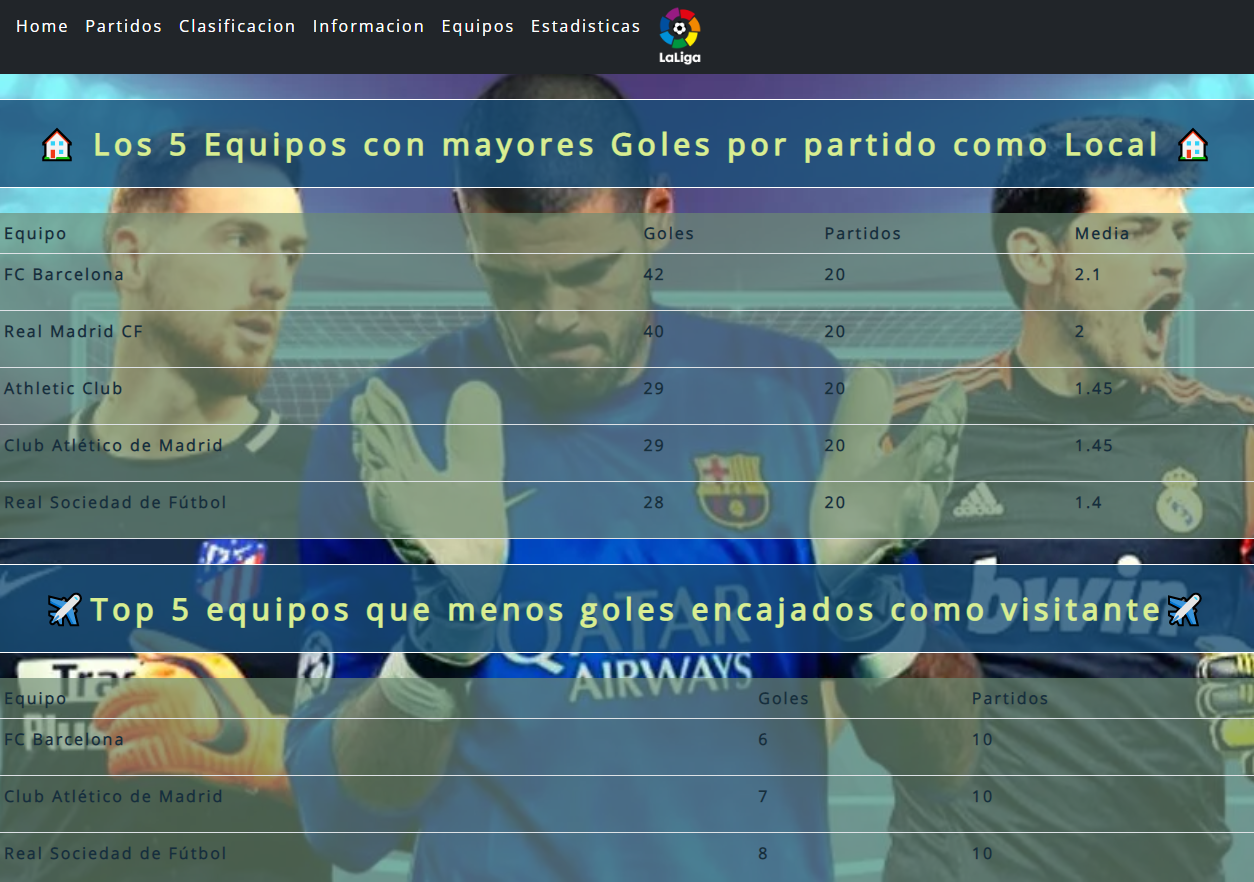 Home Partidos Clasificacion Informacion Equipos Estadisticas
LaLiga
Los 5 Equipos con mayores Goles por partido como Local
Equipo Goles Partidos Media
FC Barcelona 42 20 2.1
Real Madrid CF 40 20 2
Athletic Club 29 20 1.45
Club Atlético de Madrid 29 20 1.45
Real Sociedad de Fútbol 28 20 1.4
bwin
Top 5 equipos que menos goles encajados como visitante
QATAR
AIRWAYS
Plus
Equipo Goles Partidos
FC Barcelona 6 10
Club Atlético de Madrid 7 10
Real Sociedad de Fútbol 8 10